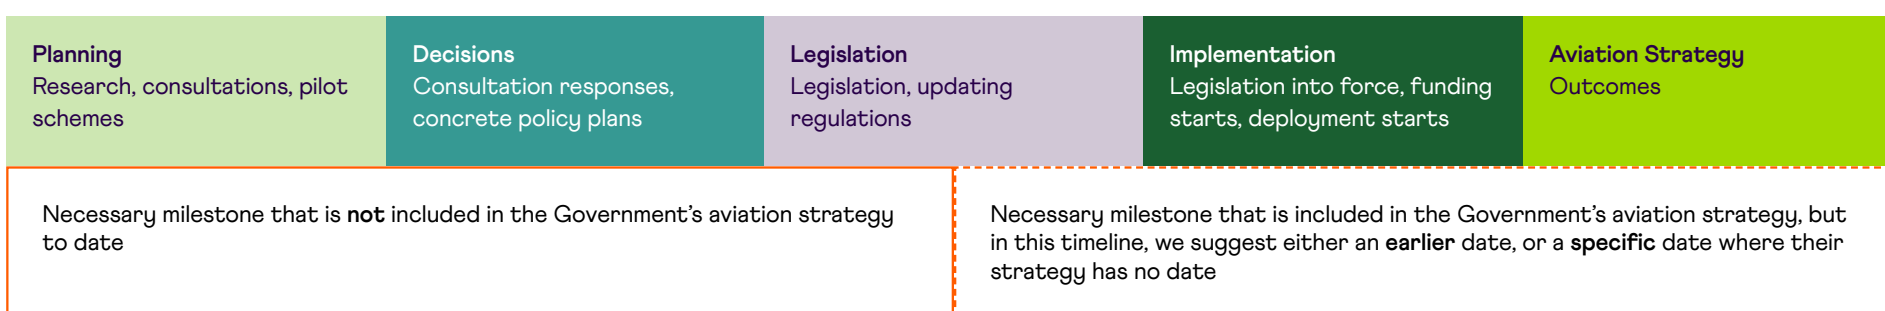 Planning
Research, consultations, pilot
schemes
Decisions
Consultation responses,
concrete policy plans
Legislation
Legislation, updating
regulations
Implementation
Legislation into force, funding
starts, deployment starts
Aviation Strategy
Outcomes
Necessary milestone that is not included in the Government’s aviation strategy
to date
Necessary milestone that is included in the Government’s aviation strategy, but
in this timeline, we suggest either an earlier date, or a specific date where their
strategy has no date